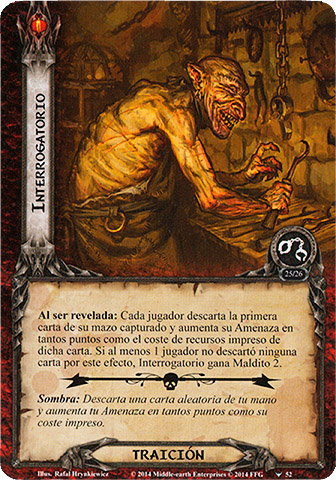 INTERROGATORIO
25/26
Al ser revelada: Cada jugador descarta la primera
carta de su mazo capturado y aumenta su Amenaza en
tantos puntos como el coste de recursos impreso de
dicha carta. Si al menos 1 jugador no descartó ninguna
carta por este efecto, Interrogatorio gana Maldito 2.
Sombra: Descarta una carta aleatoria de tu mano
y aumenta tu Amenaza en tantos puntos como su
coste impreso.
TRAICIÓN
Illus. Rafał Hrynkiewicz
© 2014 Middle-earth Enterprises © 2014 FFG
52